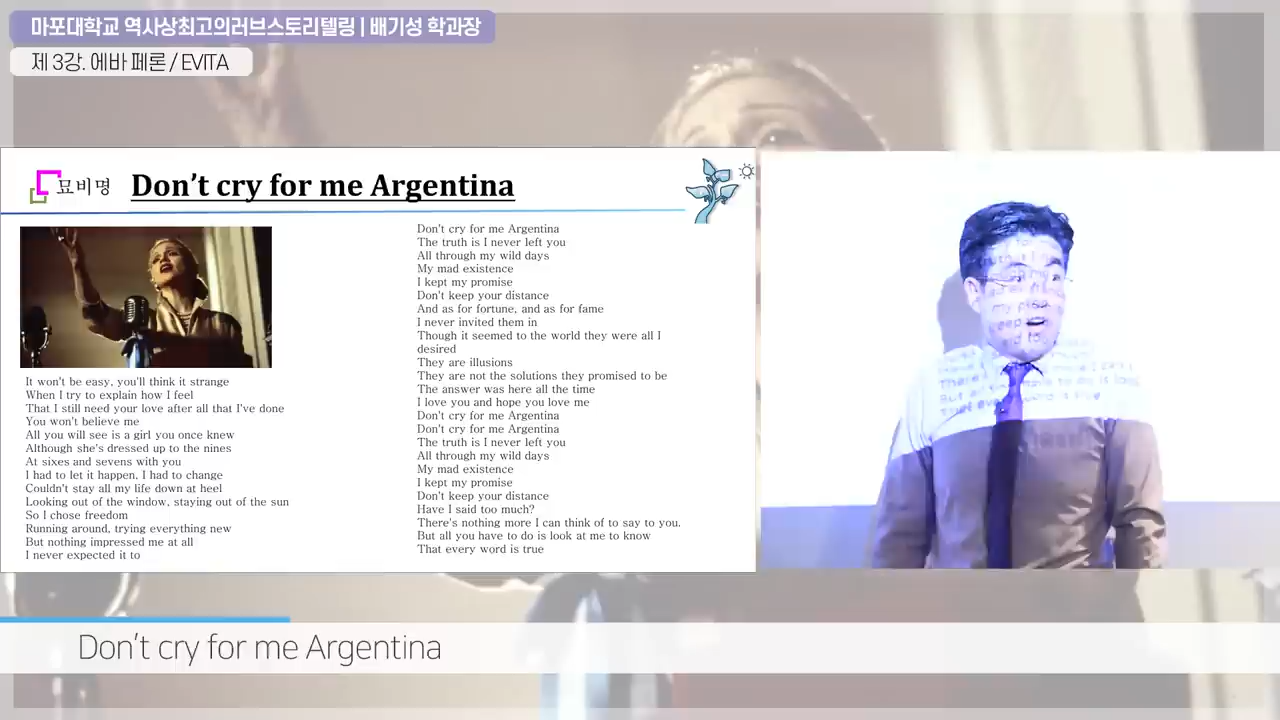 마포대학교 역사상최고의러브스토리텔링 | 배기성 학과장
제 3강. 에바 페론 / EVITA
묘비명
Don't cry for me Argentina
It won't be easy, you'll think it strange
When I try to explain how I feel
That I still need your love after all that I've done
You won't believe me
All you will see is a girl you once knew
Although she's dressed up to the nines
At sixes and sevens with you
I had to let it happen, I had to change
Couldn't stay all my life down at heel
Looking out of the window, staying out of the sun
So I chose freedom
Running around, trying everything new
But nothing impressed me at all
I never expected it to
Don't cry for me Argentina
The truth is I never left you
All through my wild days
My mad existence
I kept my promise
Don't keep your distance
And as for fortune, and as for fame
I never invited them in
Though it seemed to the world they were all I
desired
They are illusions
They are not the solutions they promised to be
The answer was here all the time
I love you and hope you love me
Don't cry for me Argentina
Don't cry for me Argentina
The truth is I never left you
All through my wild days
My mad existence
I kept my promise
Don't keep your distance
Have I said too much?
There's nothing more I can think of to say to you.
But all you have to do is look at me to know
That every word is true
Don't cry for me Argentina